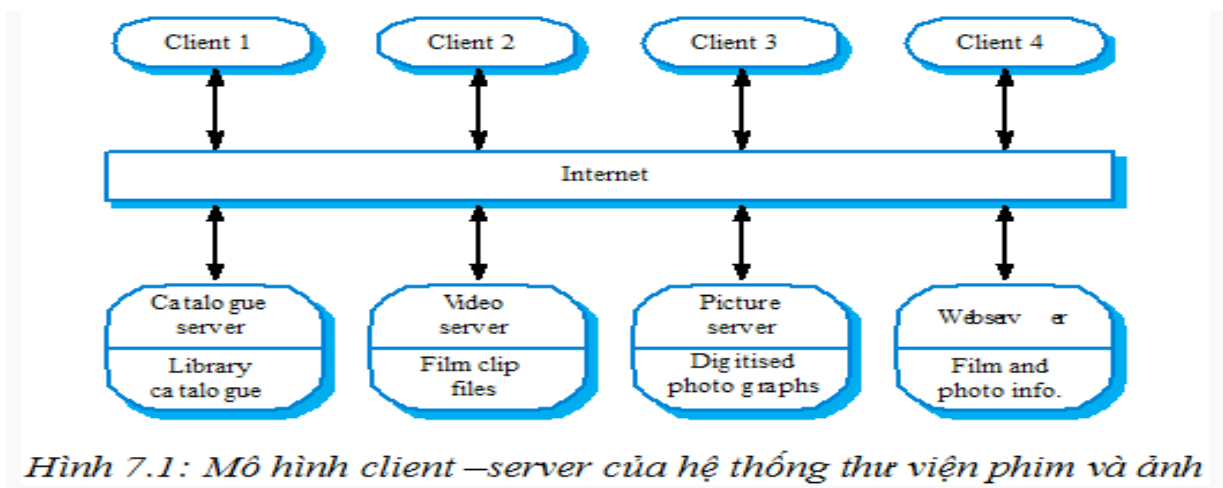 Client 1
Client 2
Client 3
Client 4
Internet
Catalogue
server
Library
catalogue
Video
server
Film clip
files
Picture
server
Digitised
photographs
Webserver
Film and
photo info.
Hình 7.1: Mô hình client –server của hệ thống thư viện phim và ảnh